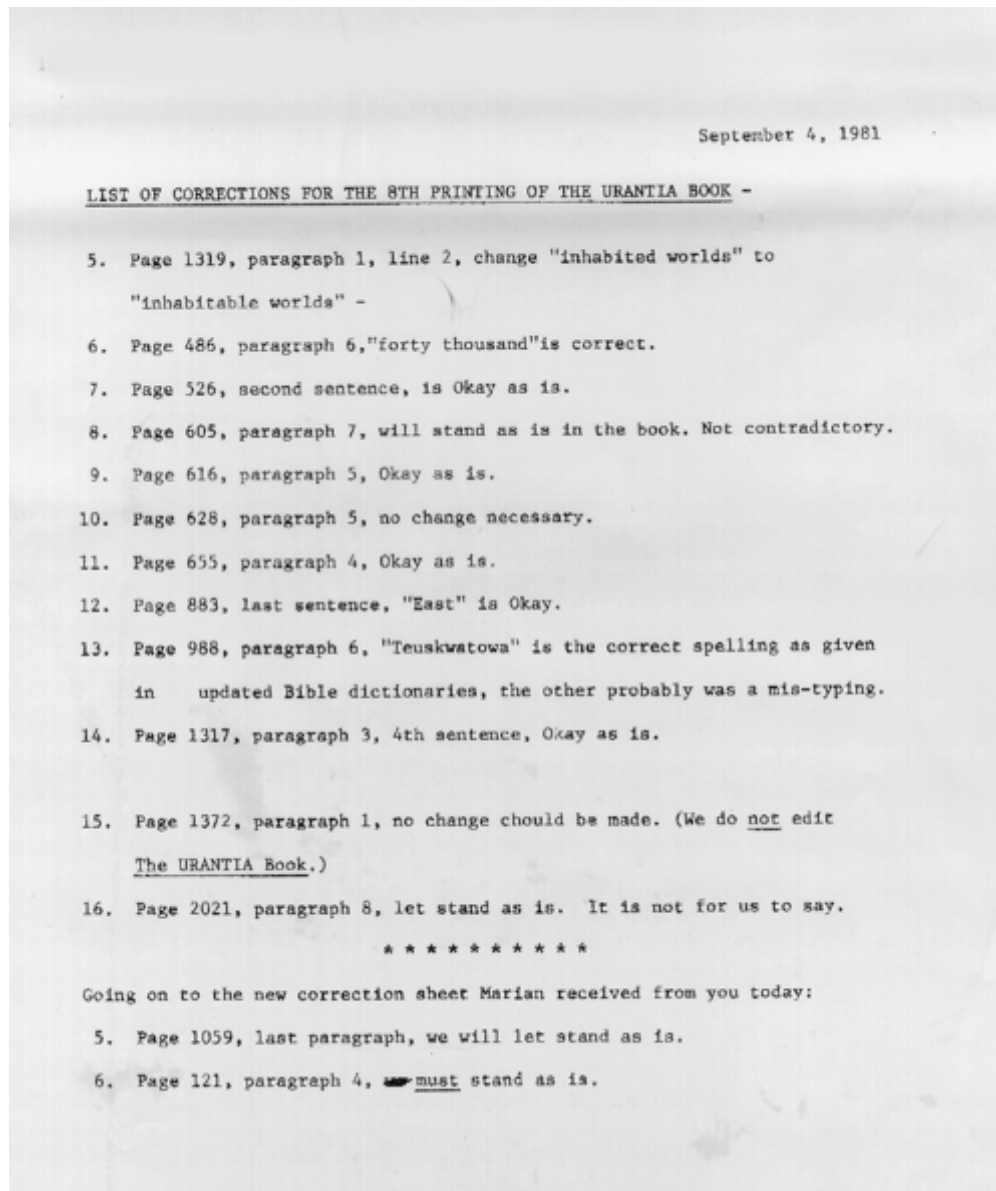 September 4, 1981
LIST OF CORRECTIONS FOR THE 8TH PRINTING OF THE URANTIA BOOK -
5. Page 1319, paragraph 1, line 2, change "inhabited worlds" to
"inhabitable worlds" -
6. Page 486, paragraph 6,"forty thousand"is correct.
7. Page 526, second sentence, is Okay as is.
8. Page 605, paragraph 7, will stand as is in the book. Not contradictory.
9. Page 616, paragraph 5, Okay as is.
10. Page 628, paragraph 5, no change necessary.
11. Page 655, paragraph 4, Okay as is.
12. Page 883, last sentence, "East" is Okay.
13. Page 988, paragraph 6, "Teuskwatowa" is the correct spelling as given
in updated Bible dictionaries, the other probably was a mis-typing.
14. Page 1317, paragraph 3, 4th sentence, Okay as is.
15. Page 1372, paragraph 1, no change chould be made. (We do not edit
The URANTIA Book.)
16. Page 2021, paragraph 8, let stand as is. It is not for us to say.
* * * * * * * * * *
Going on to the new correction sheet Marian received from you today:
5. Page 1059, last paragraph, we will let stand as is.
6. Page 121, paragraph 4, must stand as is.